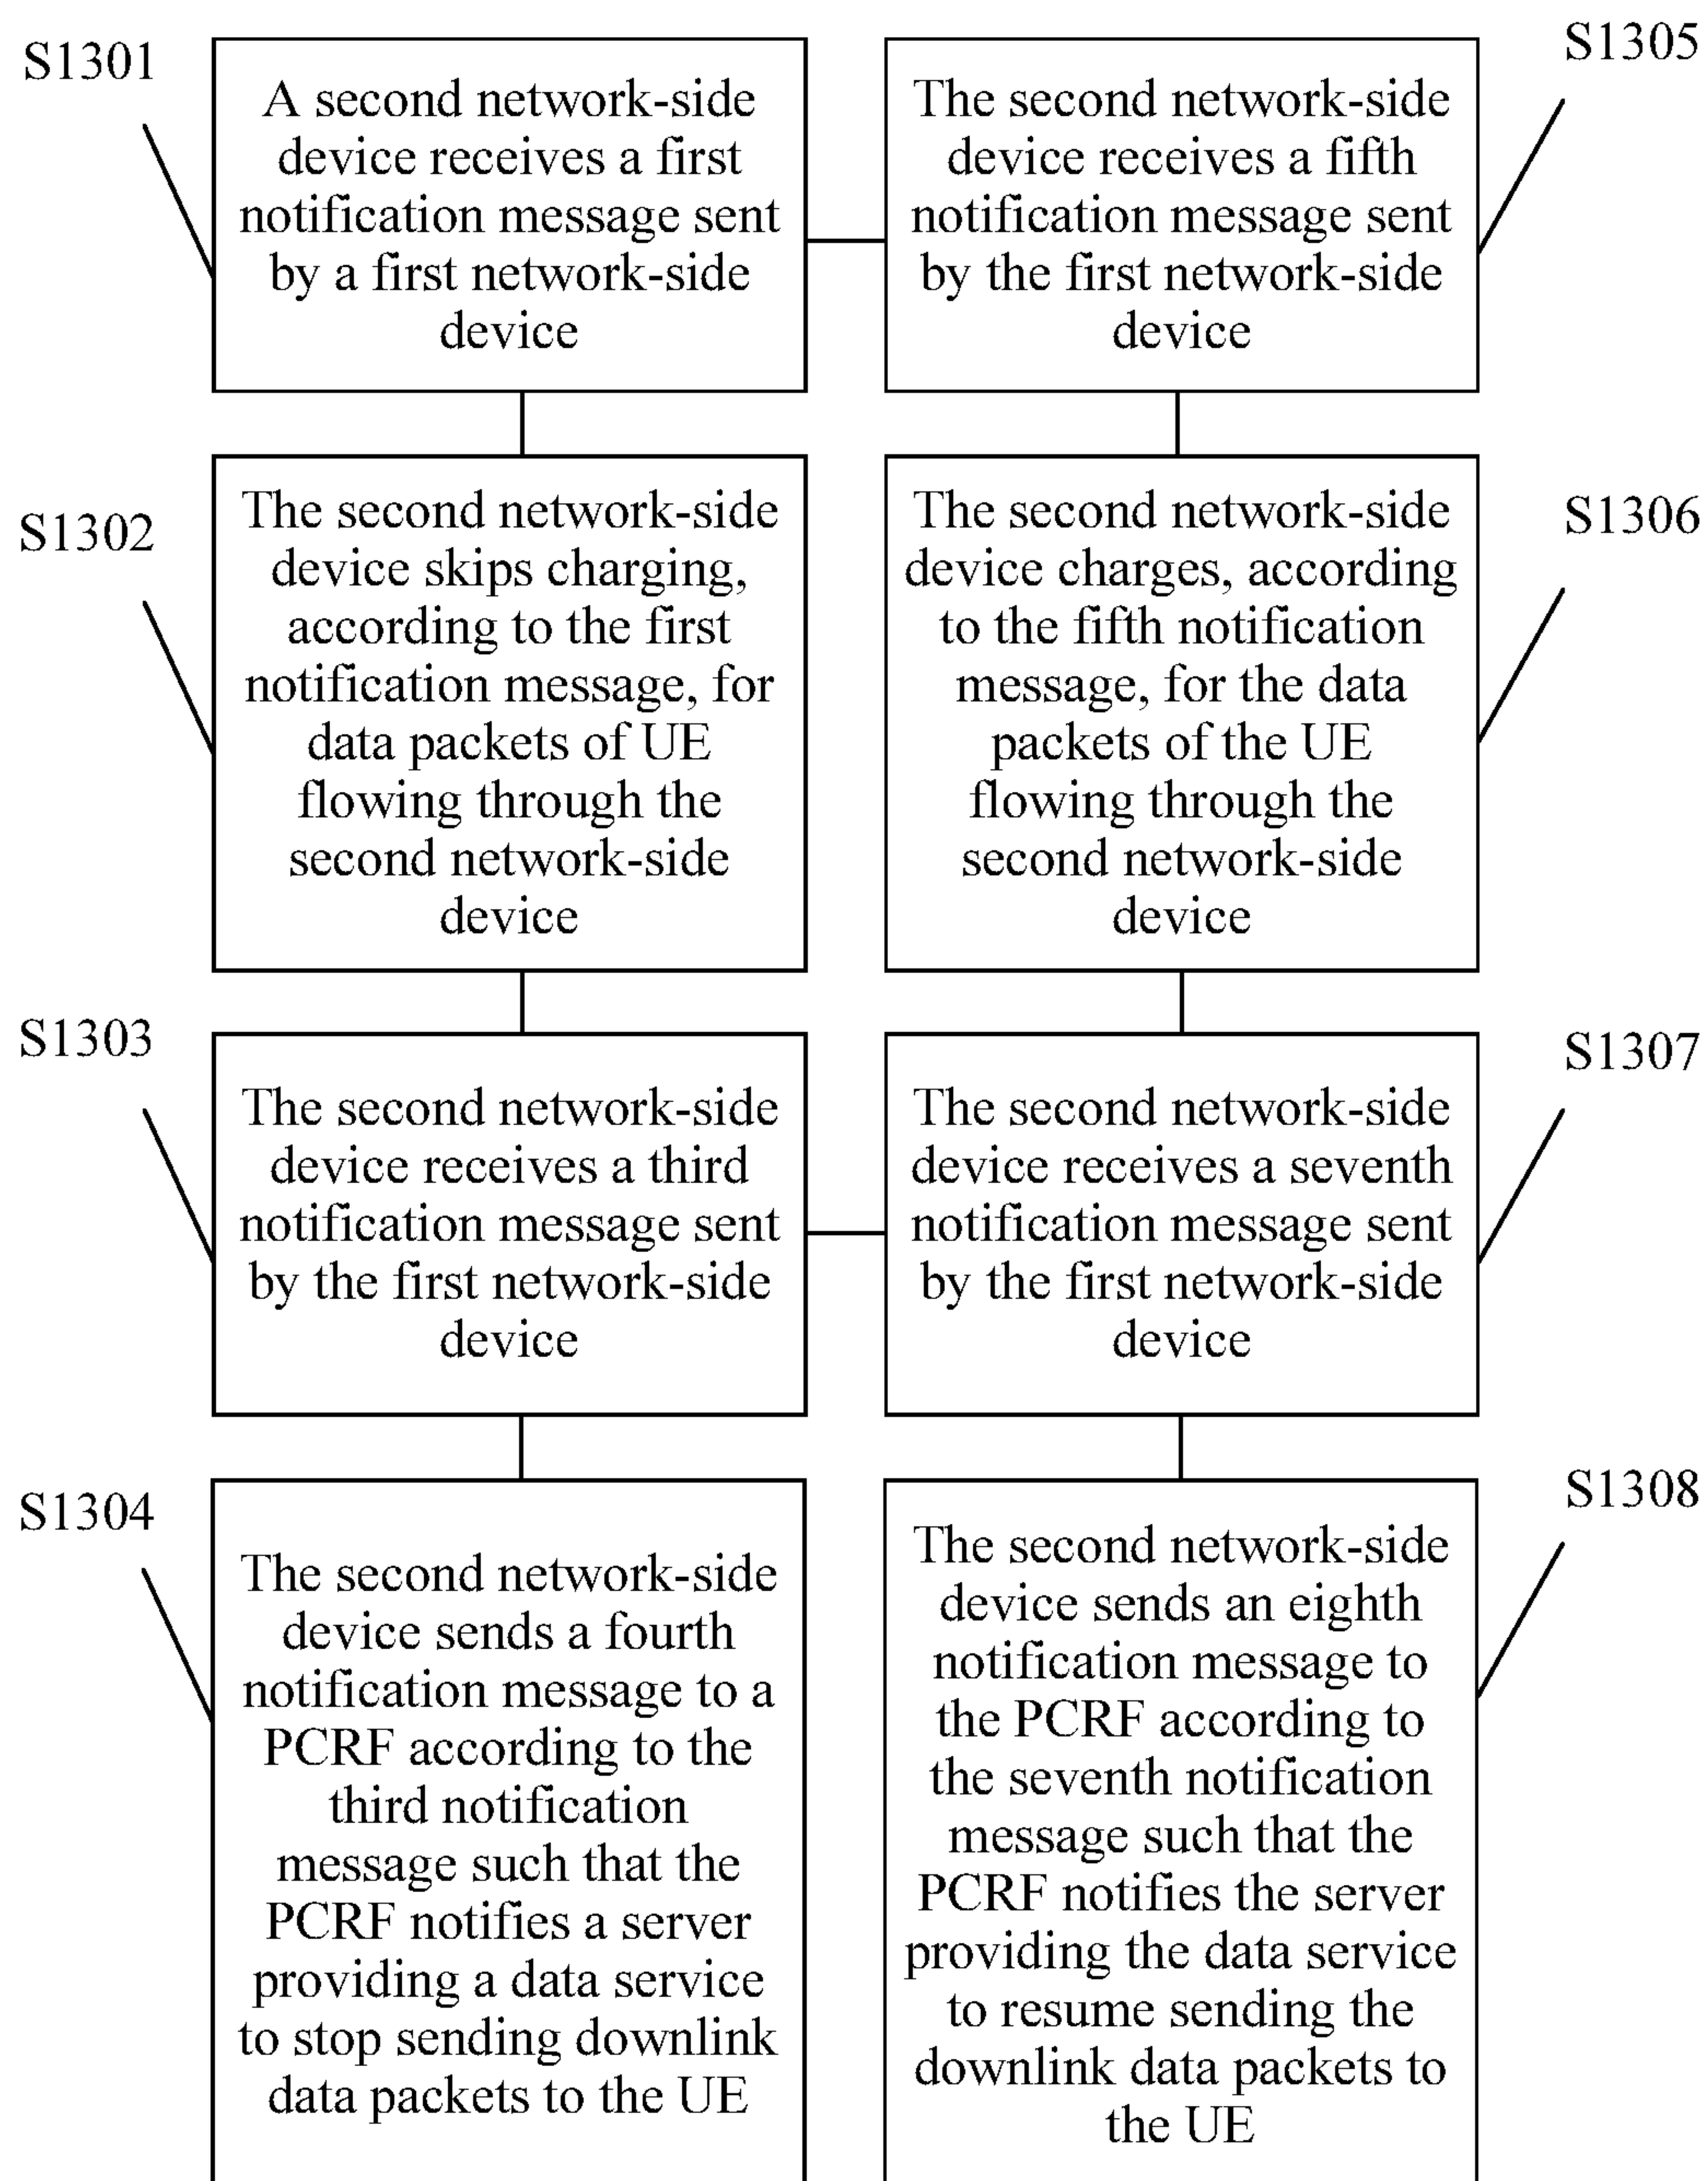 S1301
A second network-side
device receives a first
notification message sent
by a first network-side
device
S1305
The second network-side
device receives a fifth
notification message sent
by the first network-side
device
S1302
The second network-side
device skips charging,
according to the first
notification message, for
data packets of UE
flowing through the
second network-side
device
S1306
The second network-side
device charges, according
to the fifth notification
message, for the data
packets of the UE
flowing through the
second network-side
device
S1303
The second network-side
device receives a third
notification message sent
by the first network-side
device
S1307
The second network-side
device receives a seventh
notification message sent
by the first network-side
device
S1304
The second network-side
device sends a fourth
notification message to a
PCRF according to the
third notification
message such that the
PCRF notifies a server
providing a data service
to stop sending downlink
data packets to the UE
S1308
The second network-side
device sends an eighth
notification message to
the PCRF according to
the seventh notification
message such that the
PCRF notifies the server
providing the data service
to resume sending the
downlink data packets to
the UE